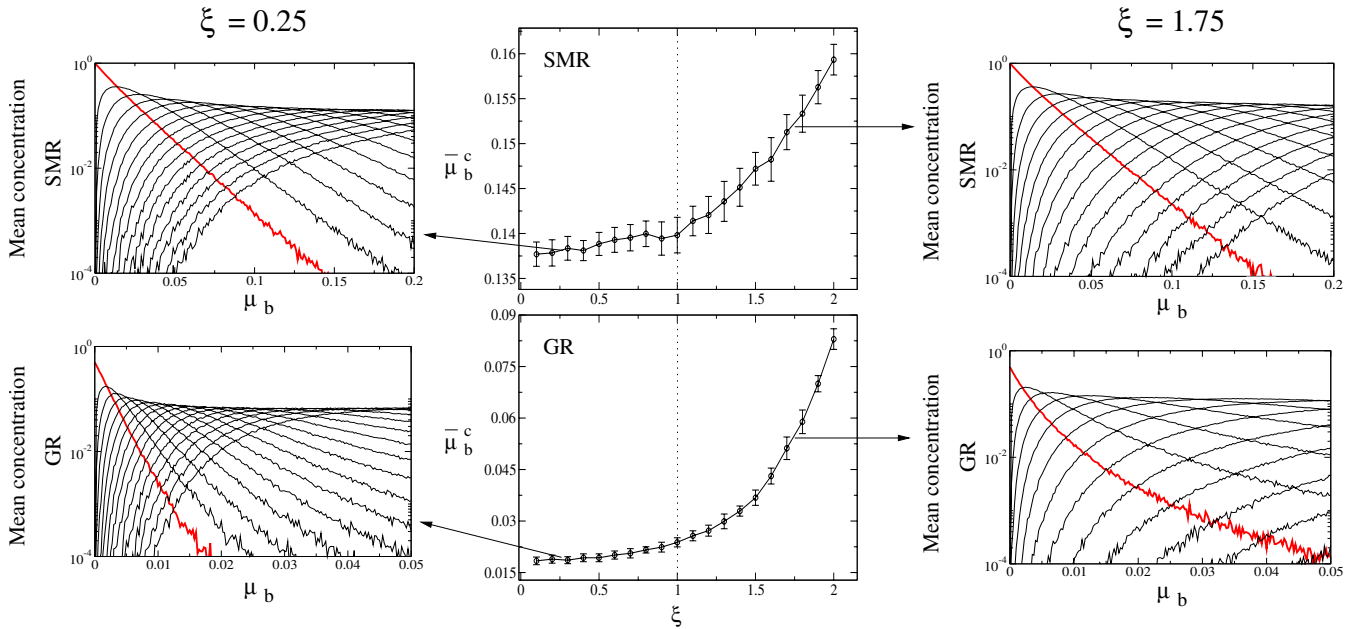 ξ = 0.25
ξ = 1.75
Mean concentration
SMR
10^0
10^-2
10^-4
0
0.05
0.1
0.15
0.2
μ_b
SMR
0.16
0.155
0.15
0.145
0.14
0.135
μ̄_b^c
0
0.5
1
1.5
2
Mean concentration
SMR
10^0
10^-2
10^-4
0
0.05
0.1
0.15
0.2
μ_b
Mean concentration
GR
10^0
10^-2
10^-4
0
0.01
0.02
0.03
0.04
0.05
μ_b
GR
0.09
0.075
0.06
0.045
0.03
0.015
μ̄_b^c
0
0.5
1
1.5
2
ξ
Mean concentration
GR
10^0
10^-2
10^-4
0
0.01
0.02
0.03
0.04
0.05
μ_b